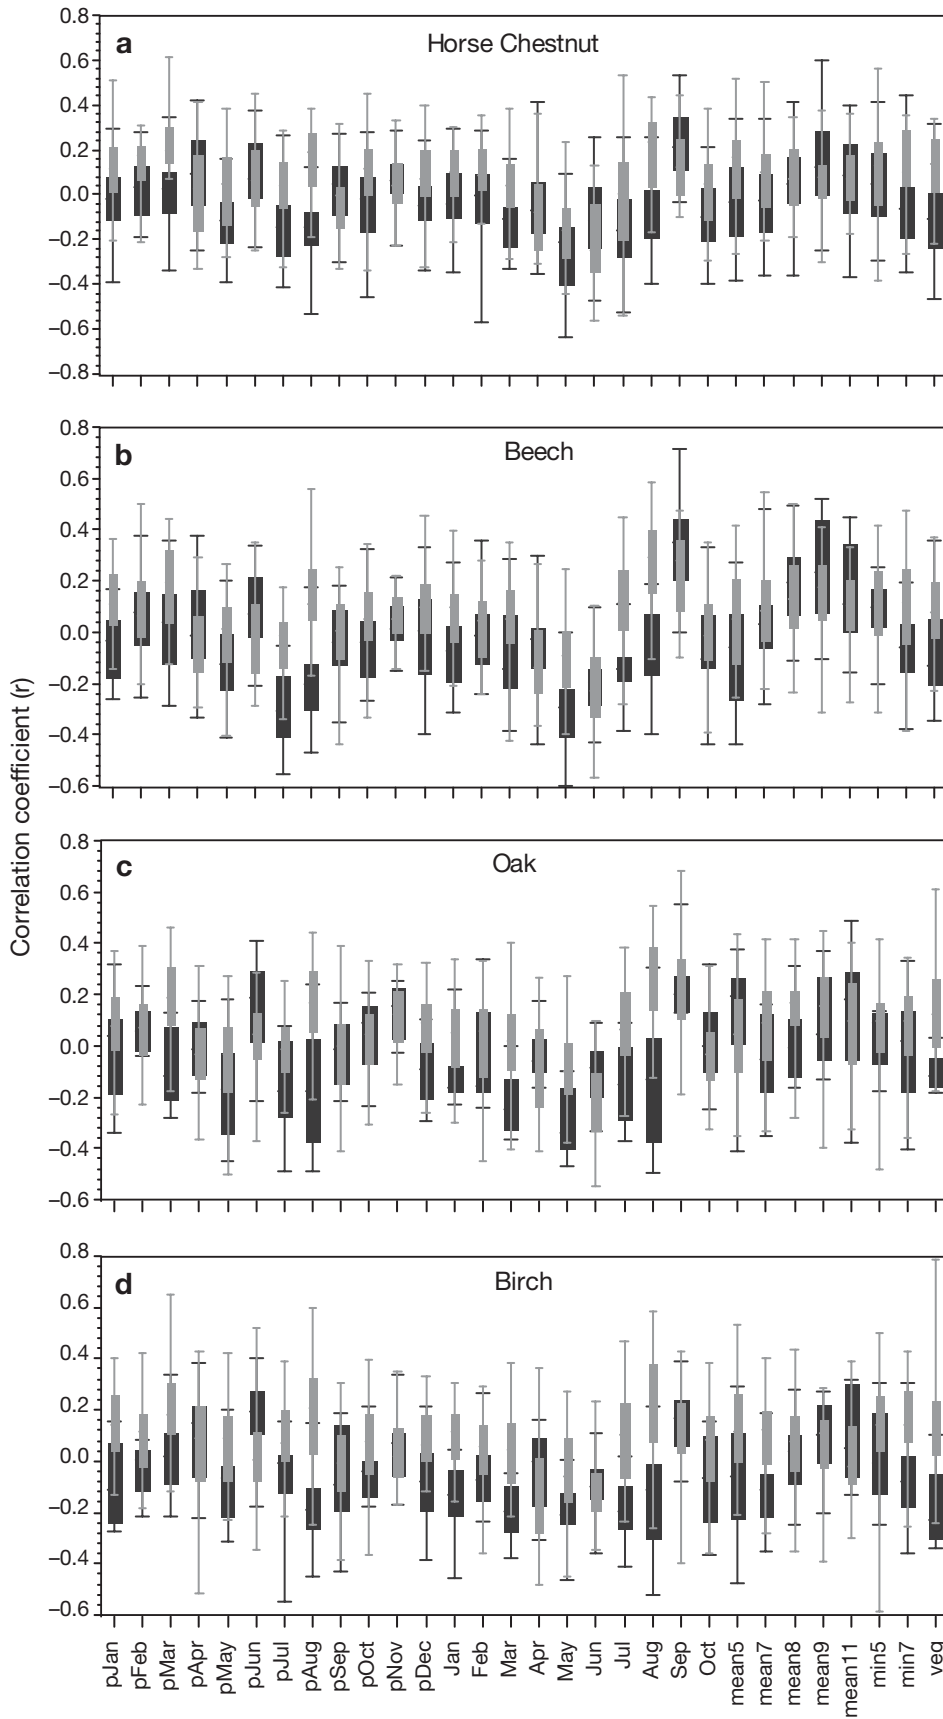 Correlation coefficient (r)
a
Horse Chestnut
0.8
0.6
0.4
0.2
0.0
–0.2
–0.4
–0.6
–0.8
b
Beech
0.8
0.6
0.4
0.2
0.0
–0.2
–0.4
–0.6
c
Oak
0.8
0.6
0.4
0.2
0.0
–0.2
–0.4
–0.6
d
Birch
0.8
0.6
0.4
0.2
0.0
–0.2
–0.4
–0.6
pJan
pFeb
pMar
pApr
pMay
pJun
pJul
pAug
pSep
pOct
pNov
pDec
Jan
Feb
Mar
Apr
May
Jun
Jul
Aug
Sep
Oct
mean5
mean7
mean8
mean9
mean11
min5
min7
veg